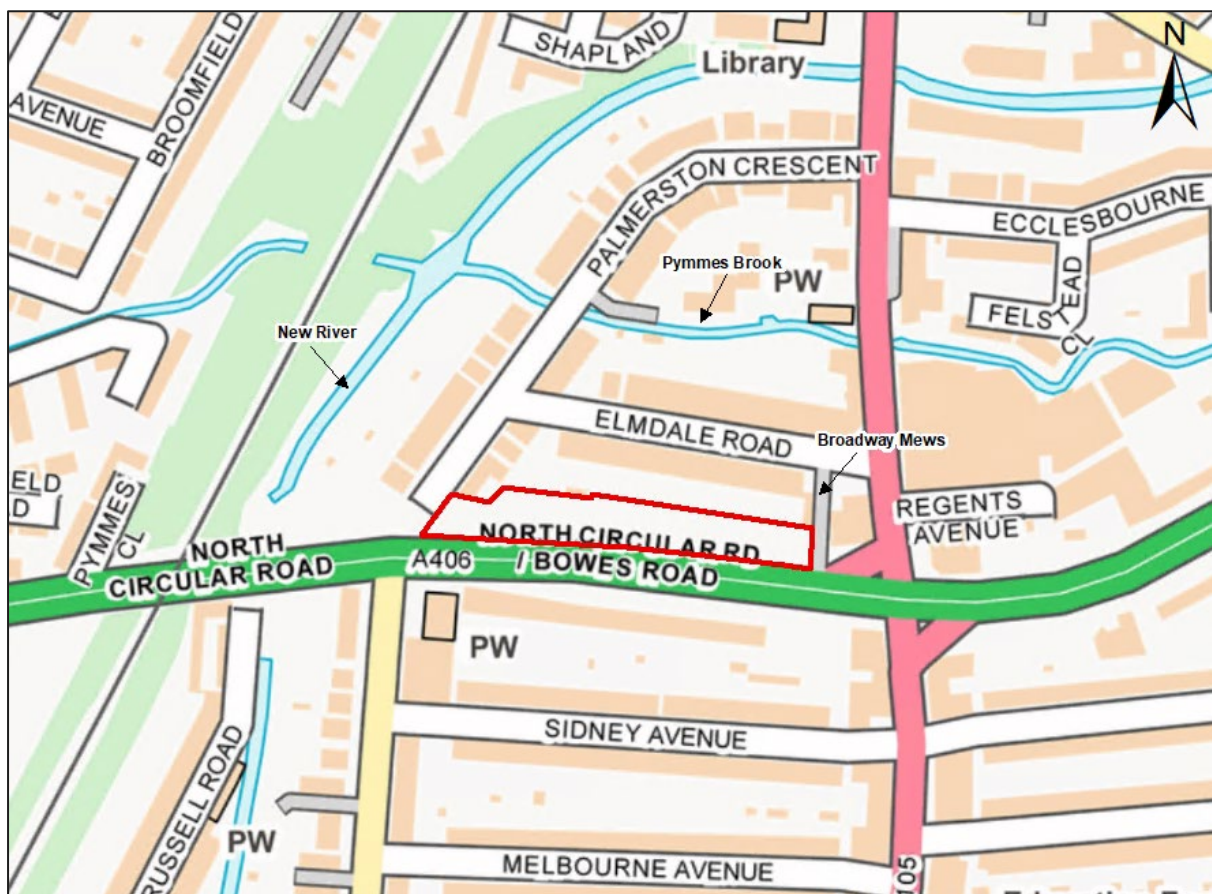 N
SHAPLAND
Library
BROOMFIELD
AVENUE
PALMERSTON CRESCENT
ECCLESBOURNE
Pymmes Brook
PW
FELSTEAD
CL
New River
ELMDALE ROAD
Broadway Mews
ELD
D
PYMMES
CL
REGENTS
AVENUE
NORTH
CIRCULAR ROAD
NORTH CIRCULAR RD
A406
/ BOWES ROAD
PW
SIDNEY AVENUE
RUSSELL ROAD
PW
MELBOURNE AVENUE
105